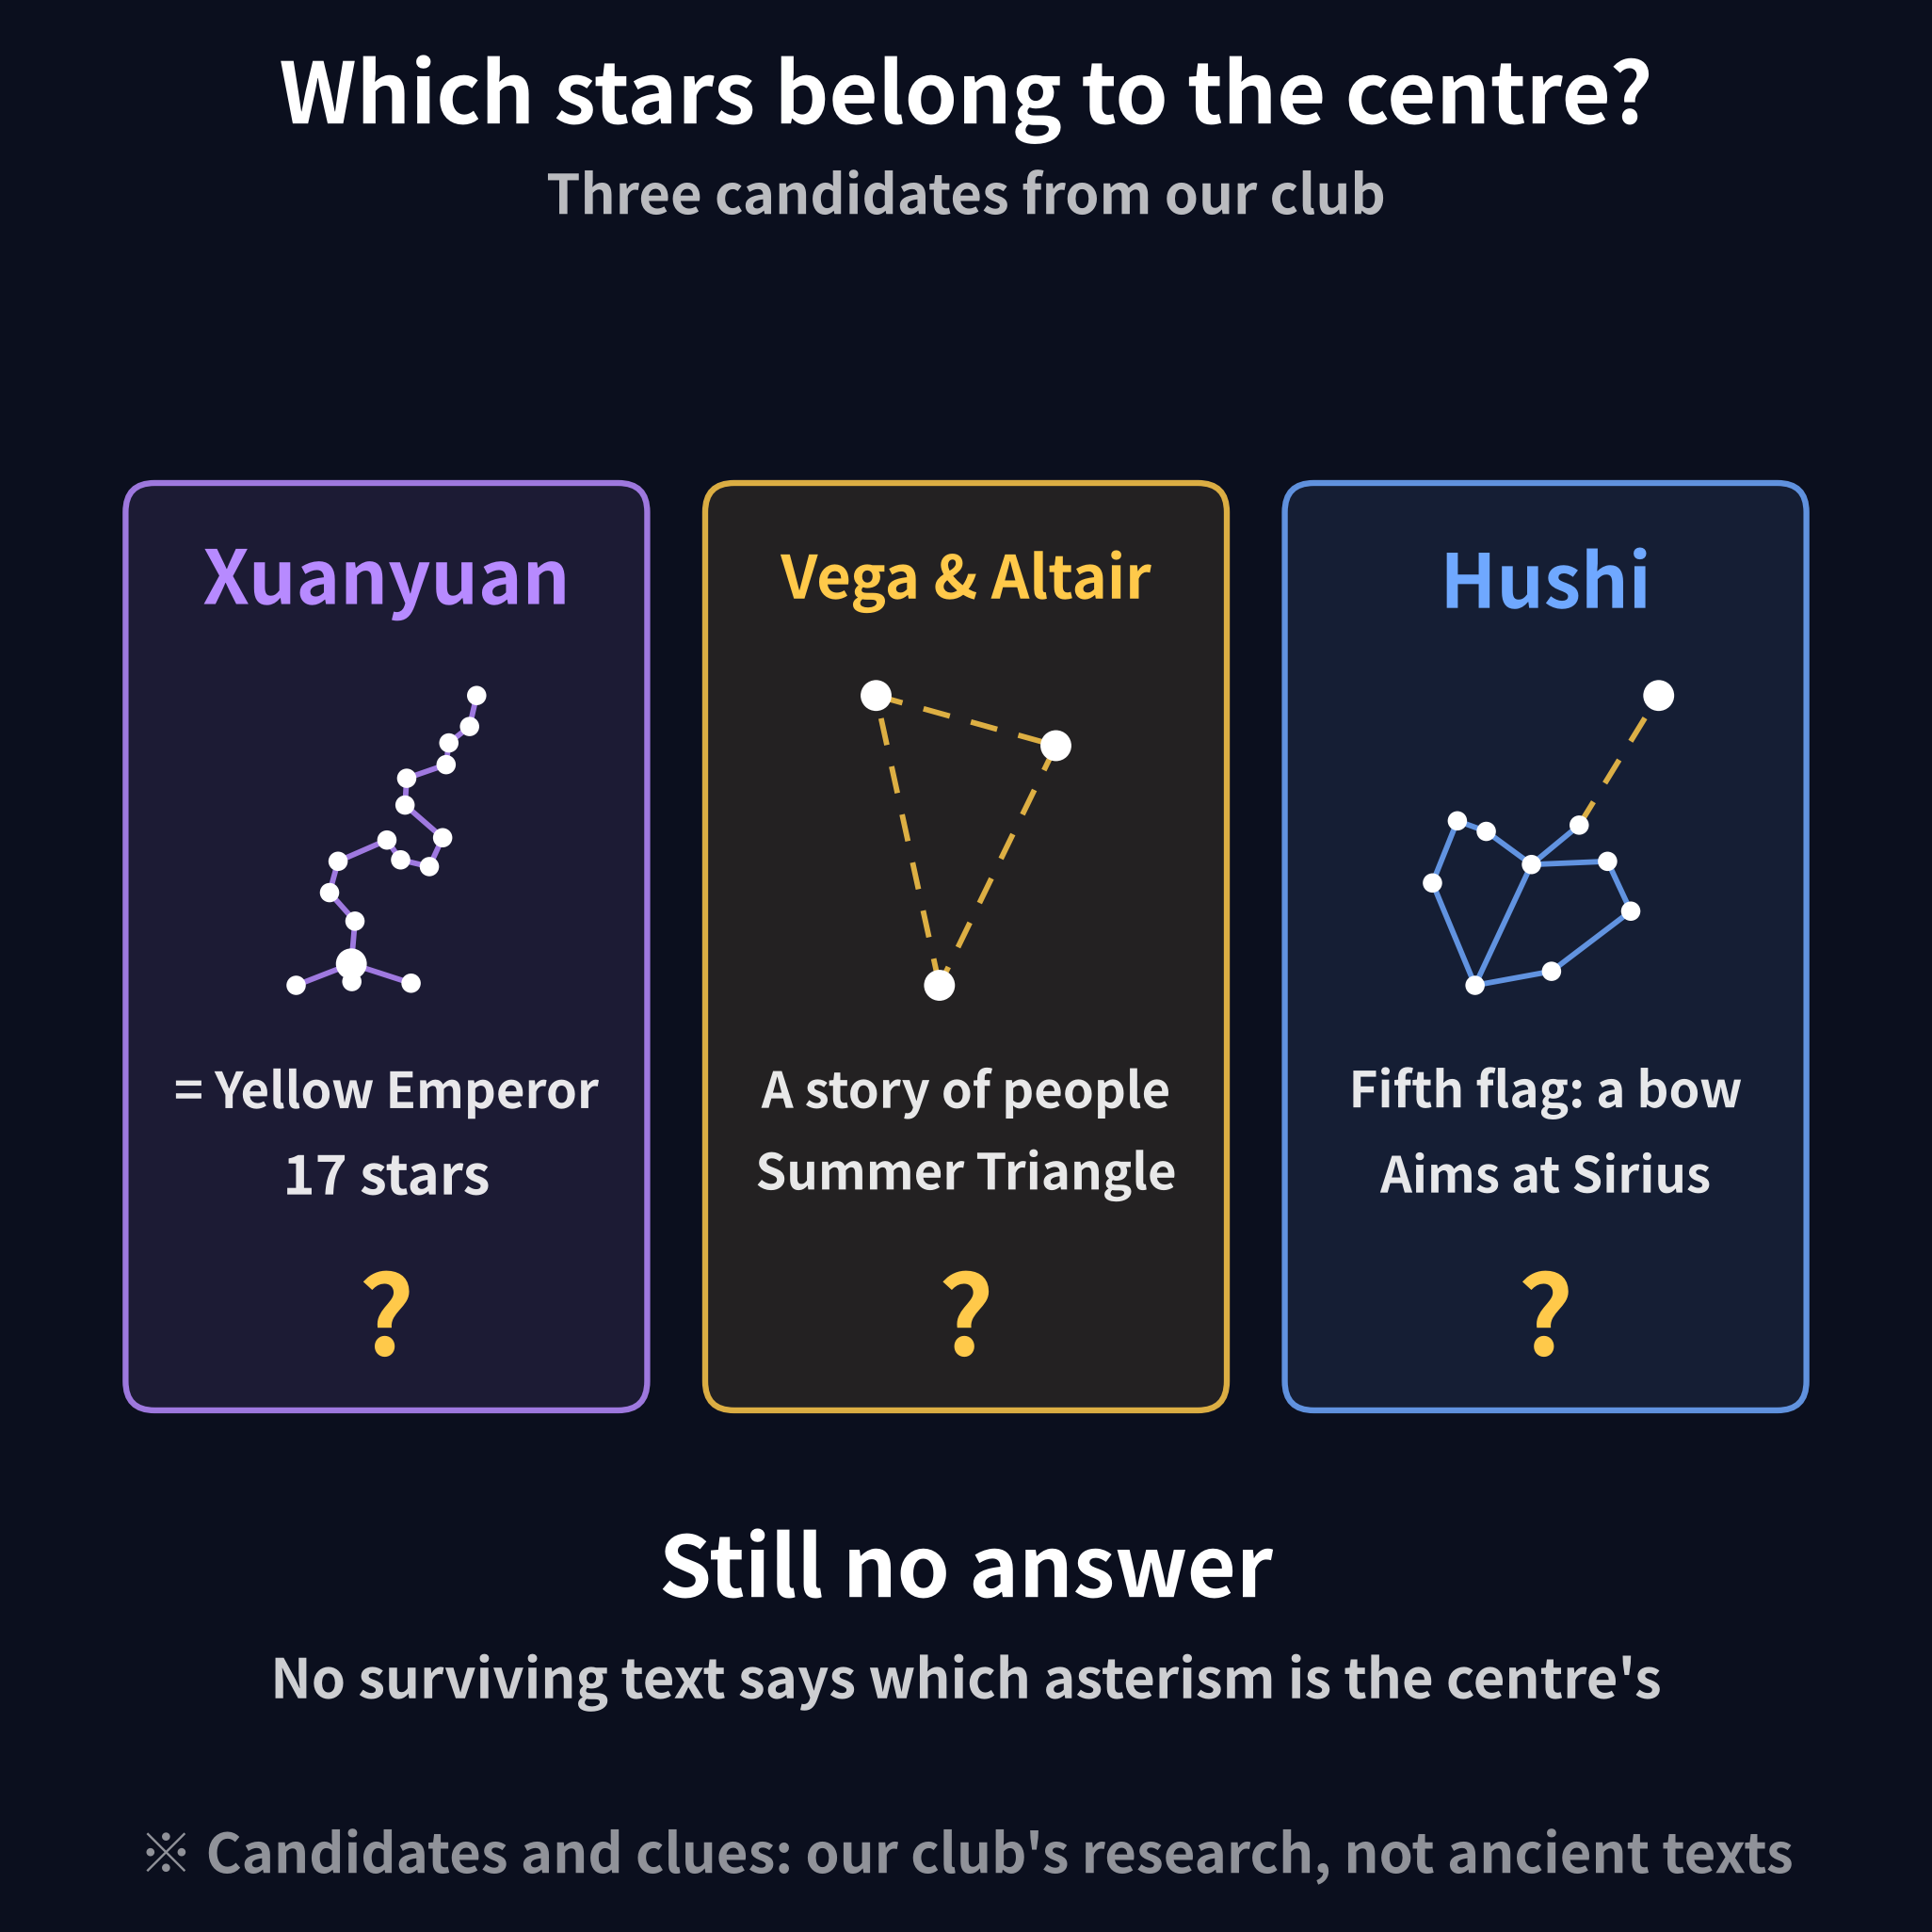 Which stars belong to the centre?
Three candidates from our club
Xuanyuan
= Yellow Emperor
17 stars
?
Vega & Altair
A story of people
Summer Triangle
?
Hushi
Fifth flag: a bow
Aims at Sirius
?
Still no answer
No surviving text says which asterism is the centre's
※ Candidates and clues: our club's research, not ancient texts